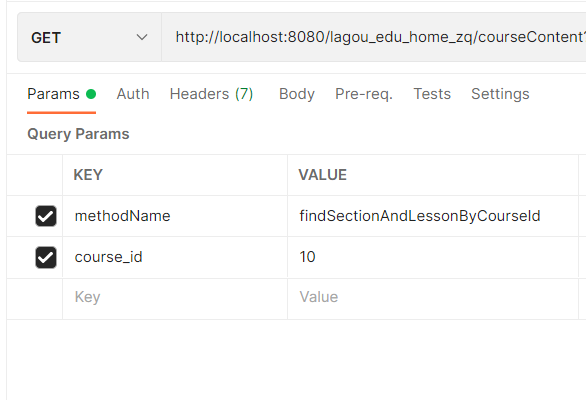 GET http://localhost:8080/lagou_edu_home_zq/courseContent?
Params Auth Headers (7) Body Pre-req. Tests Settings
Query Params
KEY VALUE
methodName findSectionAndLessonByCourseId
course_id 10
Key Value